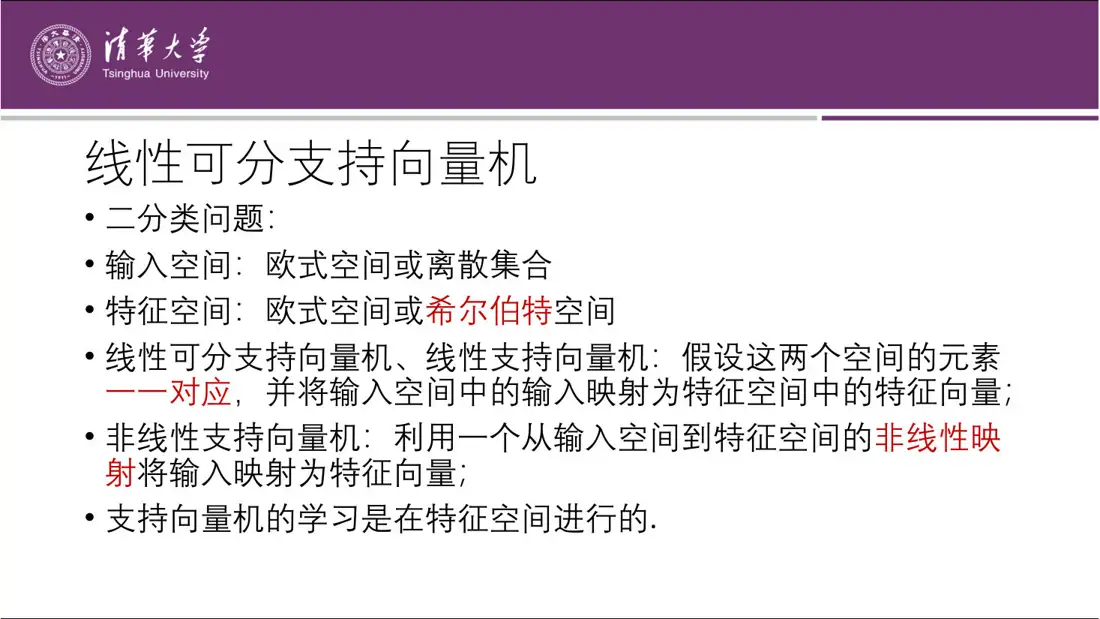 清华大学
Tsinghua University
线性可分支持向量机
• 二分类问题：
• 输入空间：欧式空间或离散集合
• 特征空间：欧式空间或希尔伯特空间
• 线性可分支持向量机、线性支持向量机：假设这两个空间的元素
一一对应，并将输入空间中的输入映射为特征空间中的特征向量；
• 非线性支持向量机：利用一个从输入空间到特征空间的非线性映
射将输入映射为特征向量；
• 支持向量机的学习是在特征空间进行的.